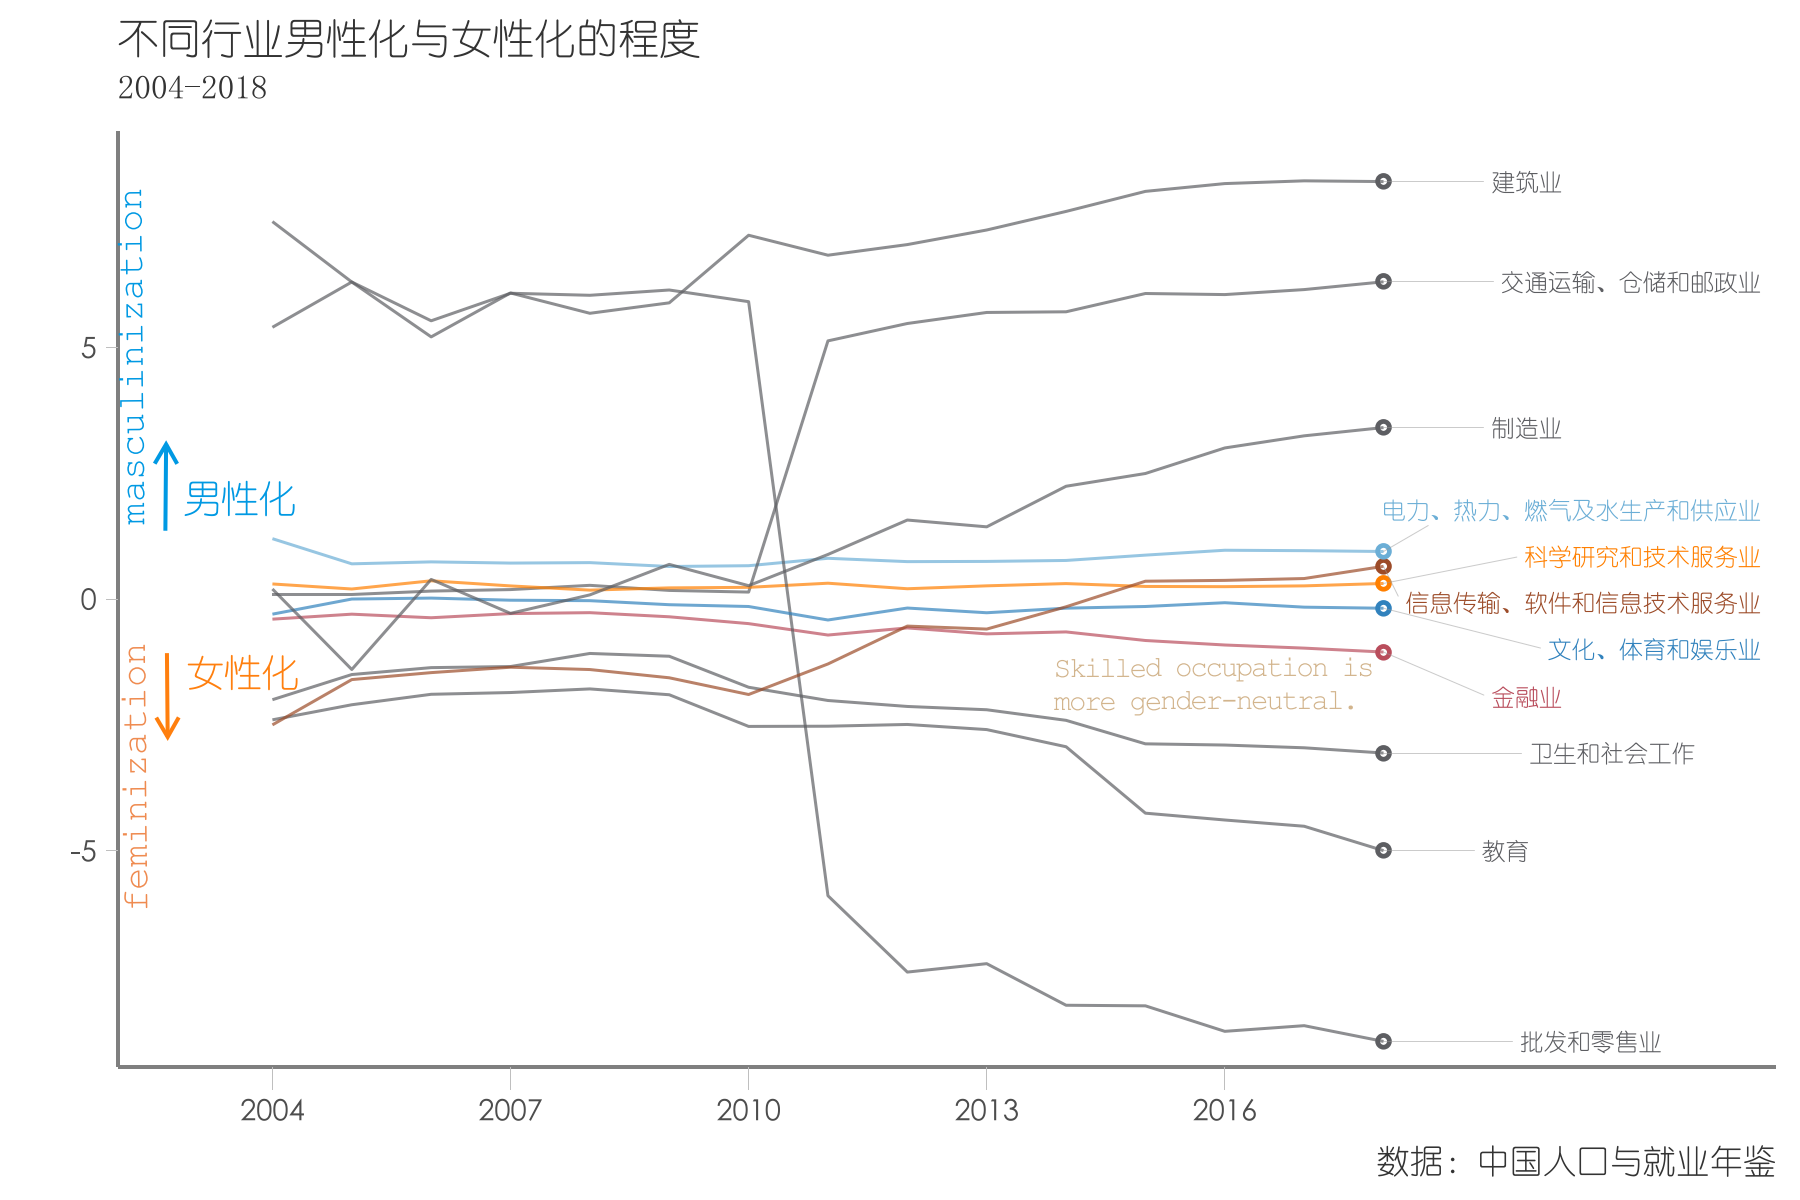 不同行业男性化与女性化的程度
2004-2018
masculinization
男性化
女性化
feminization
5
0
-5
建筑业
交通运输、仓储和邮政业
制造业
电力、热力、燃气及水生产和供应业
科学研究和技术服务业
信息传输、软件和信息技术服务业
文化、体育和娱乐业
金融业
卫生和社会工作
教育
批发和零售业
Skilled occupation is
more gender-neutral.
2004
2007
2010
2013
2016
数据：中国人口与就业年鉴